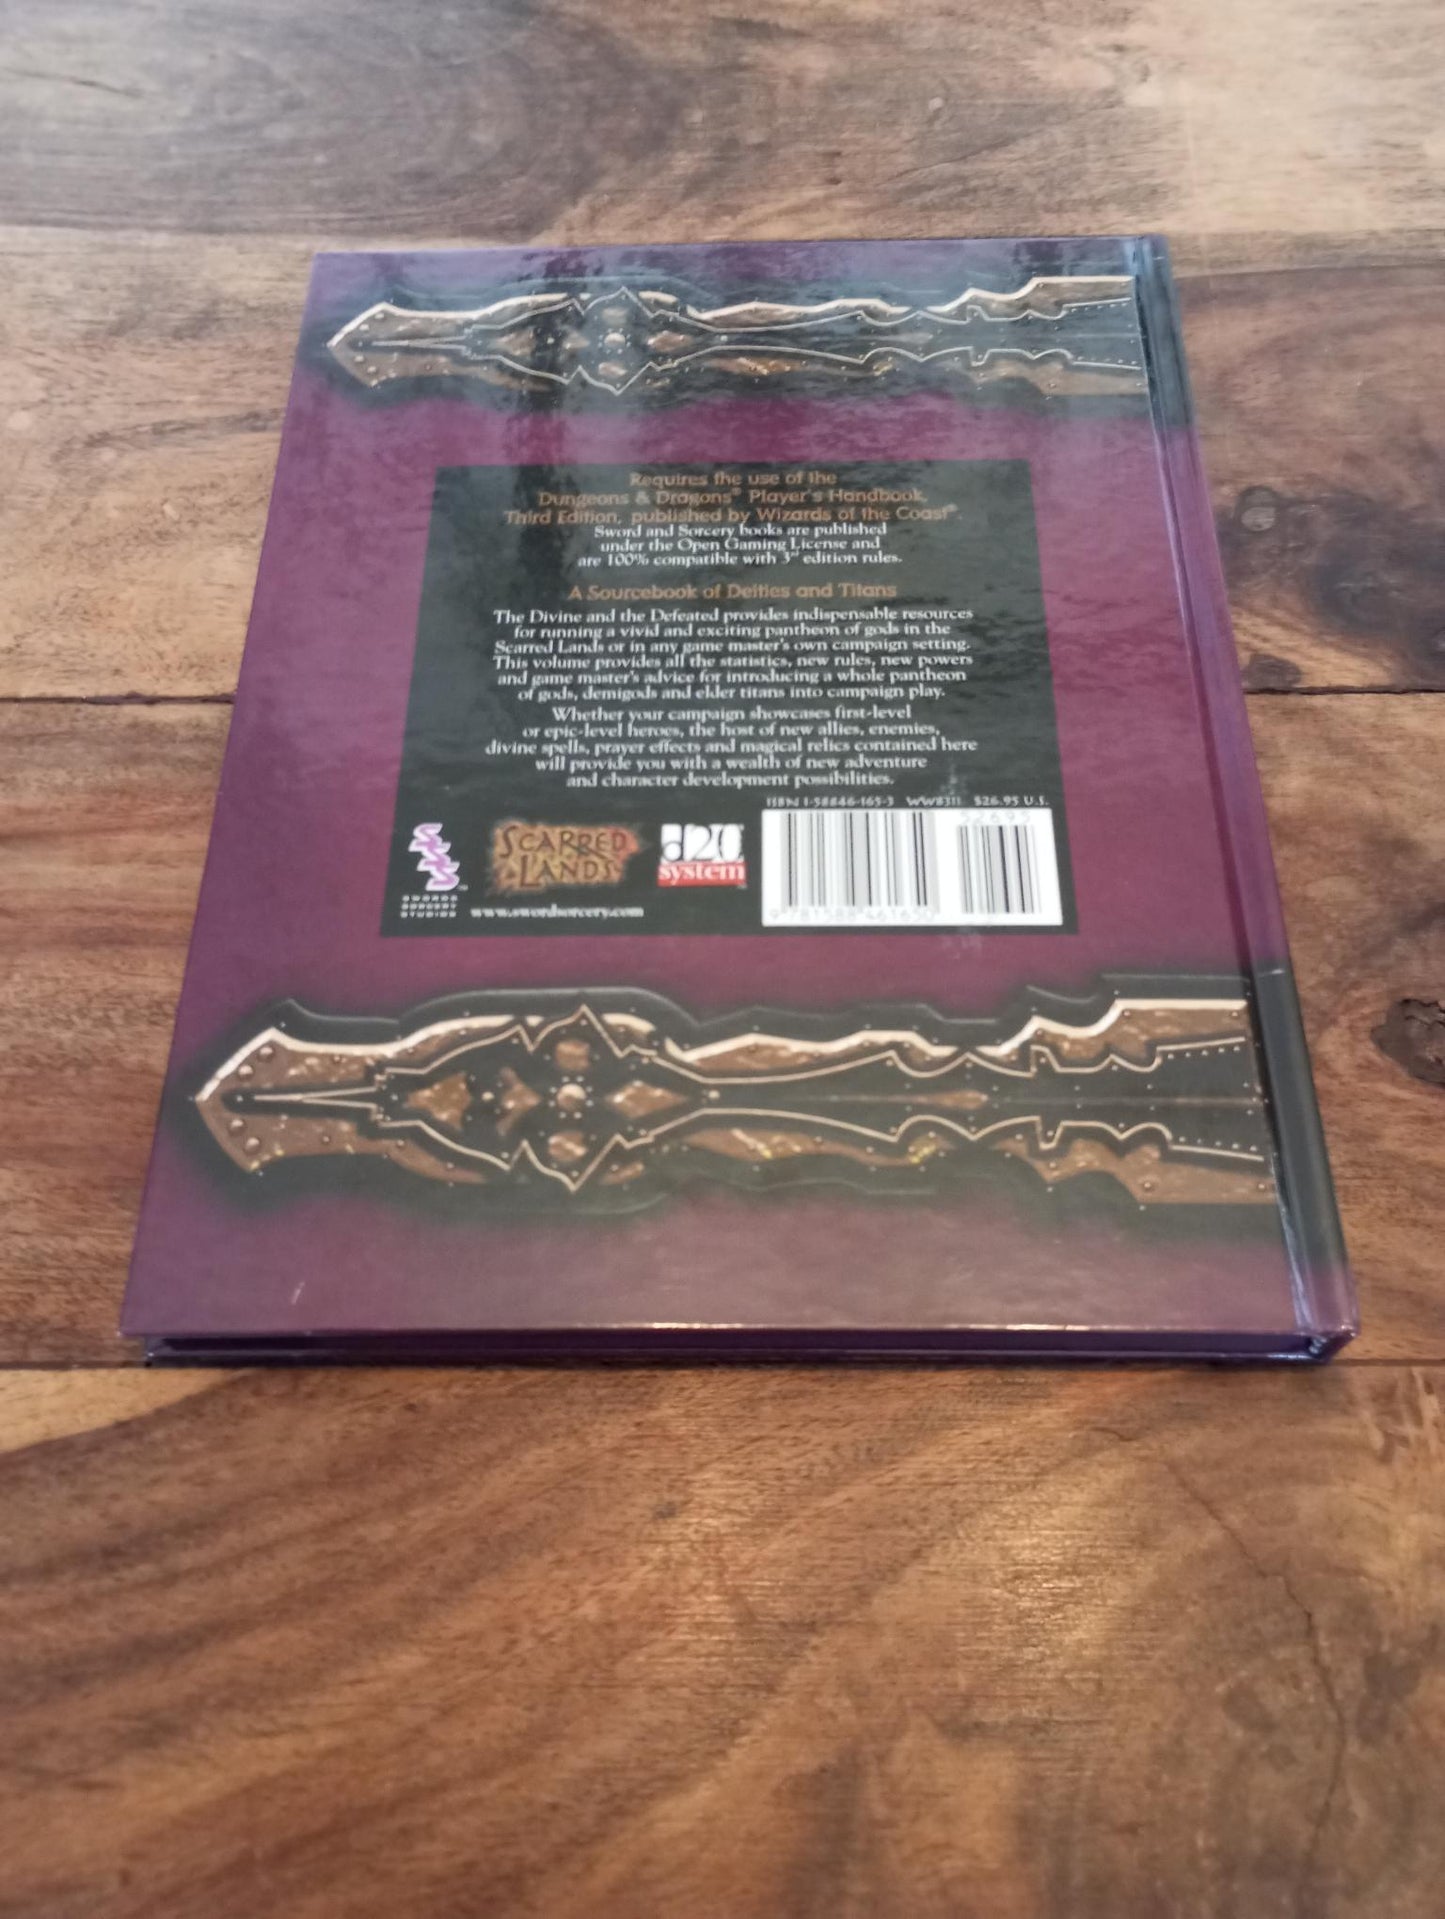 Requires the use of the
Dungeons & Dragons® Player's Handbook,
Third Edition, published by Wizards of the Coast®.
Sword and Sorcery books are published
under the Open Gaming License and
are 100% compatible with 3rd edition rules.
A Sourcebook of Deities and Titans
The Divine and the Defeated provides indispensable resources
for running a vivid and exciting pantheon of gods in the
Scarred Lands or in any game master's own campaign setting.
This volume provides all the statistics, new rules, new powers
and game master's advice for introducing a whole pantheon
of gods, demigods and elder titans into campaign play.
Whether your campaign showcases first-level
or epic-level heroes, the host of new allies, enemies,
divine spells, prayer effects and magical relics contained here
will provide you with a wealth of new adventure
and character development possibilities.
ISBN 1-58846-165-3 WW8311 $26.95 U.S.
52695
SCARRED
LANDS
d20
system
SWORD
SORCERY
STUDIOS
www.swordsorcery.com
9 781588 461650